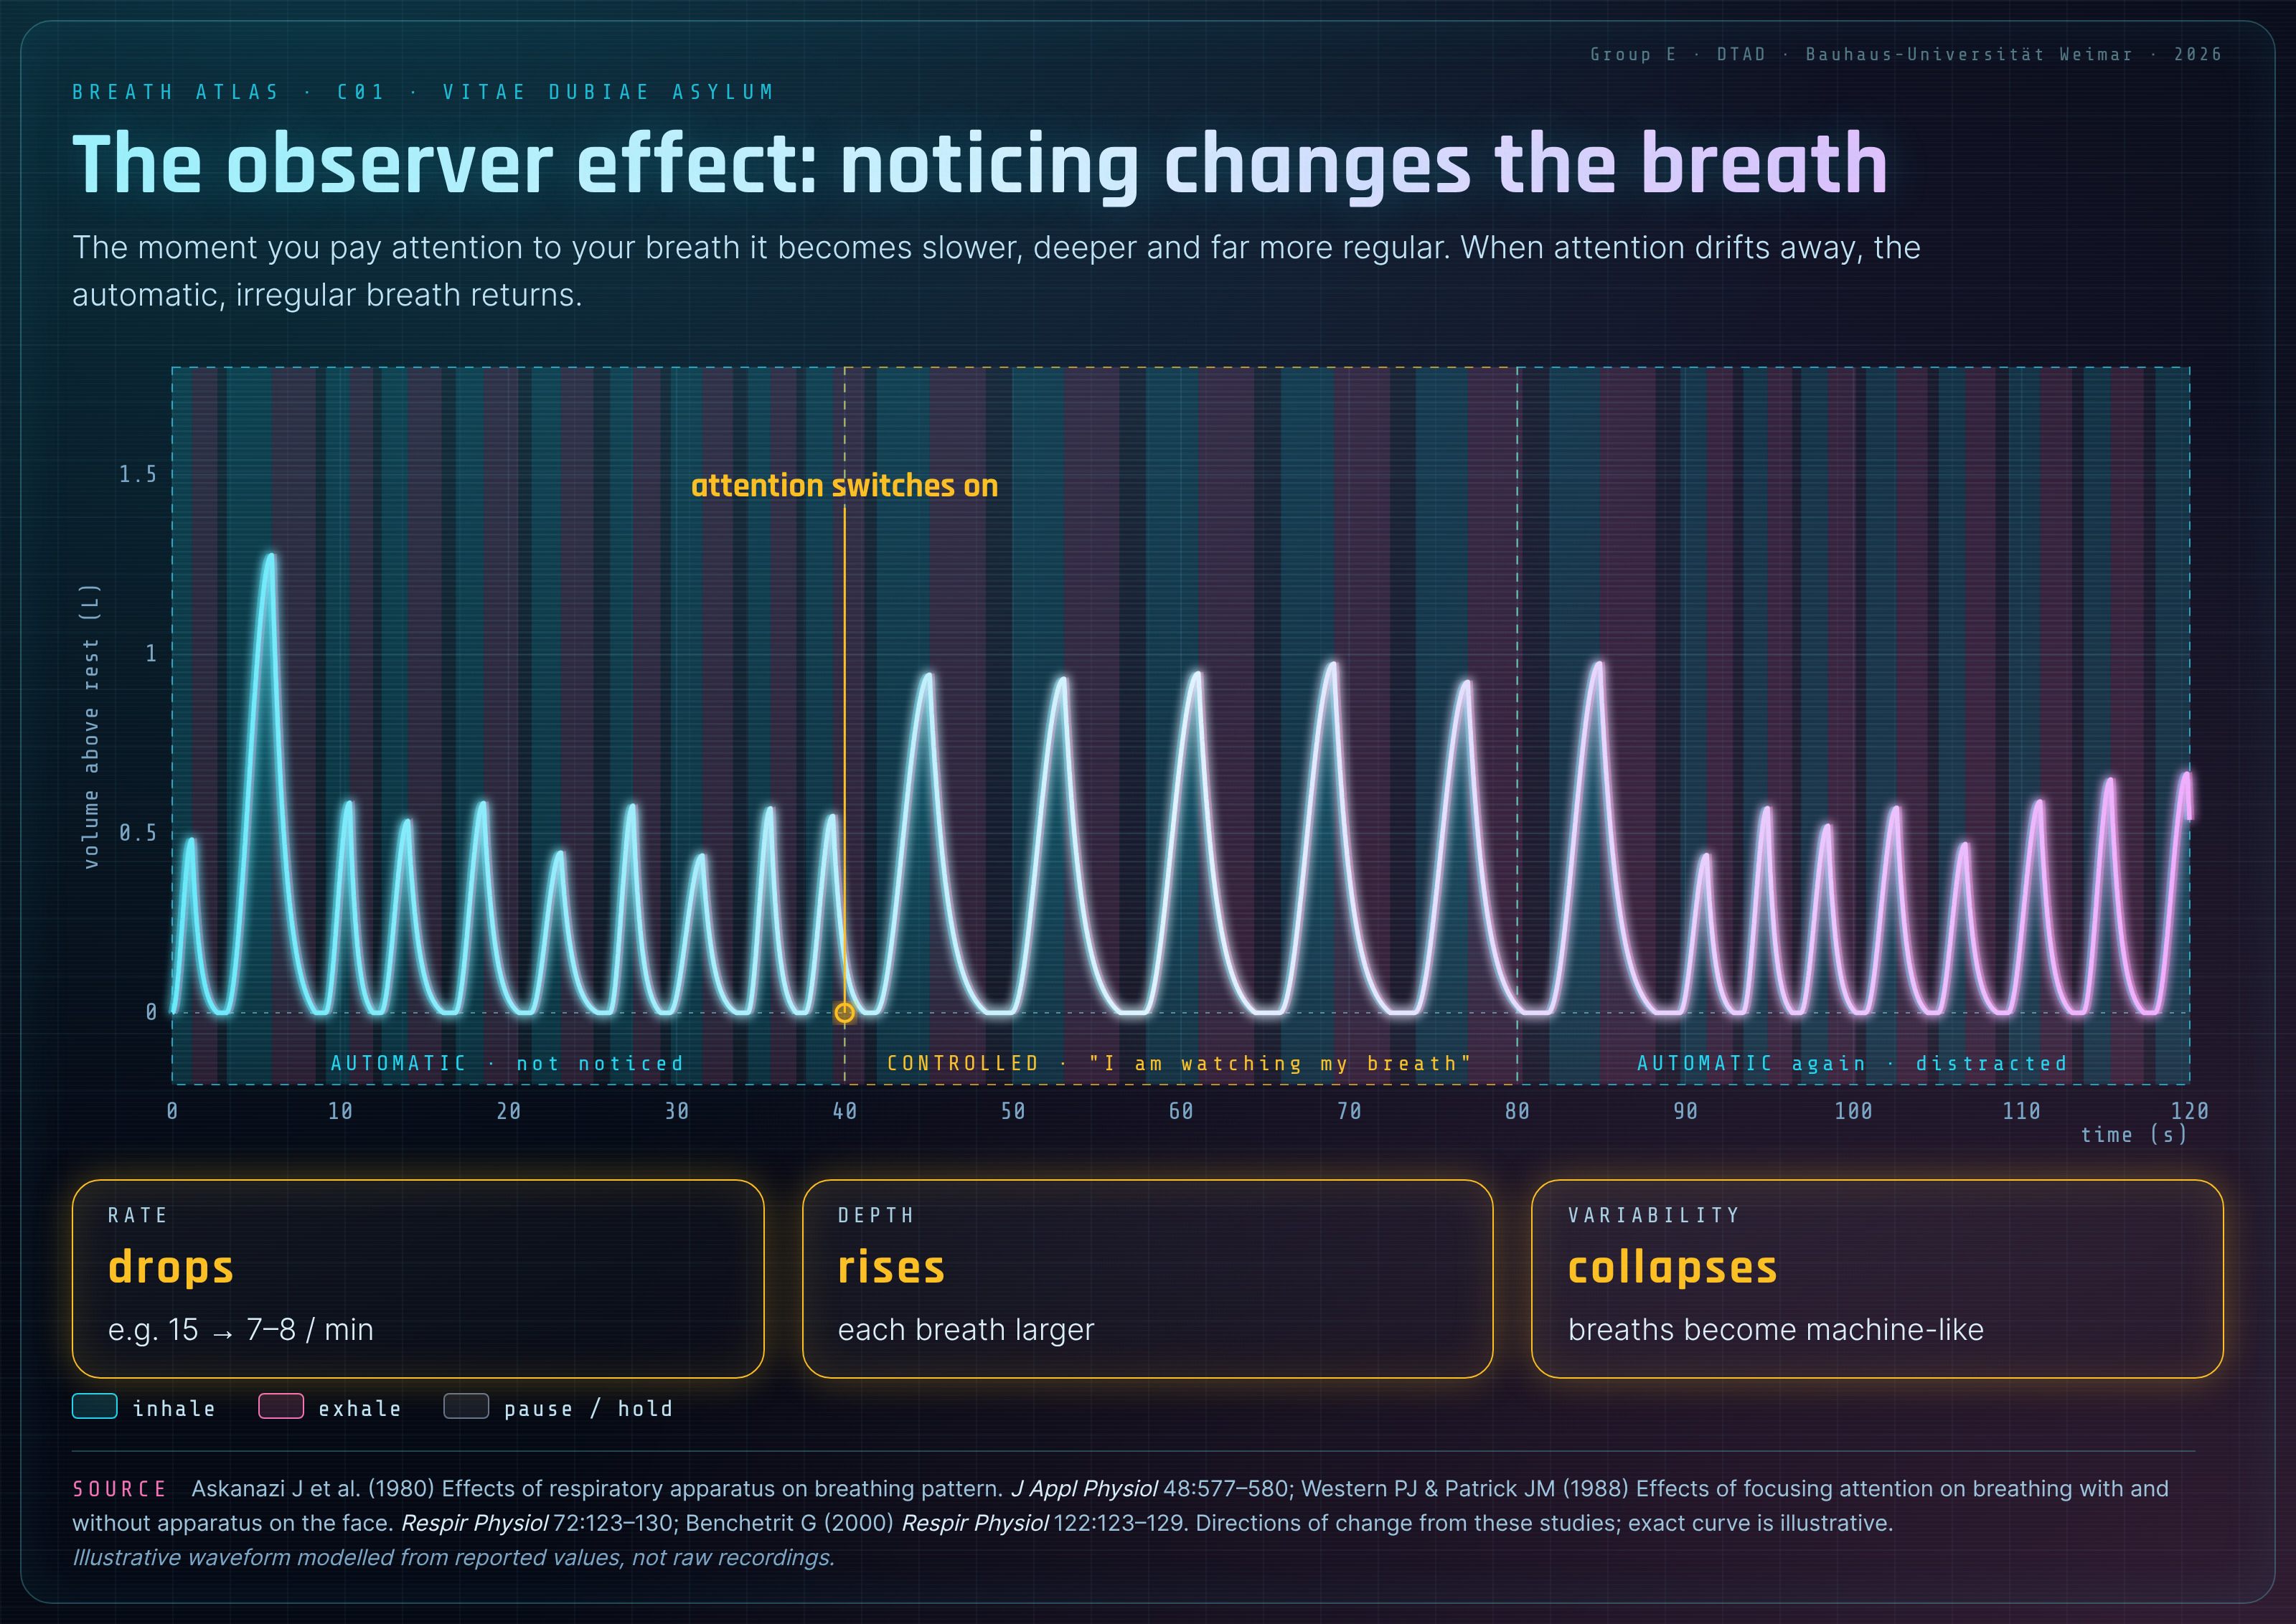 Group E · DTAD · Bauhaus-Universität Weimar · 2026
BREATH ATLAS · C01 · VITAE DUBIAE ASYLUM
The observer effect: noticing changes the breath
The moment you pay attention to your breath it becomes slower, deeper and far more regular. When attention drifts away, the
automatic, irregular breath returns.
attention switches on
volume above rest (L)
1.5
1
0.5
0
AUTOMATIC · not noticed
CONTROLLED · "I am watching my breath"
AUTOMATIC again · distracted
0 10 20 30 40 50 60 70 80 90 100 110 120
time (s)
RATE
drops
e.g. 15 → 7–8 / min
DEPTH
rises
each breath larger
VARIABILITY
collapses
breaths become machine-like
inhale exhale pause / hold
SOURCE Askanazi J et al. (1980) Effects of respiratory apparatus on breathing pattern. J Appl Physiol 48:577–580; Western PJ & Patrick JM (1988) Effects of focusing attention on breathing with and
without apparatus on the face. Respir Physiol 72:123–130; Benchetrit G (2000) Respir Physiol 122:123–129. Directions of change from these studies; exact curve is illustrative.
Illustrative waveform modelled from reported values, not raw recordings.